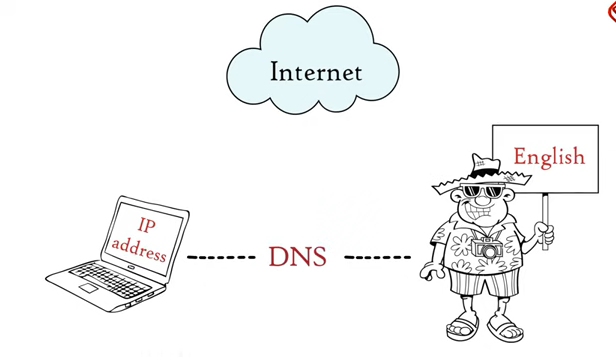 Internet
English
IP
address
DNS